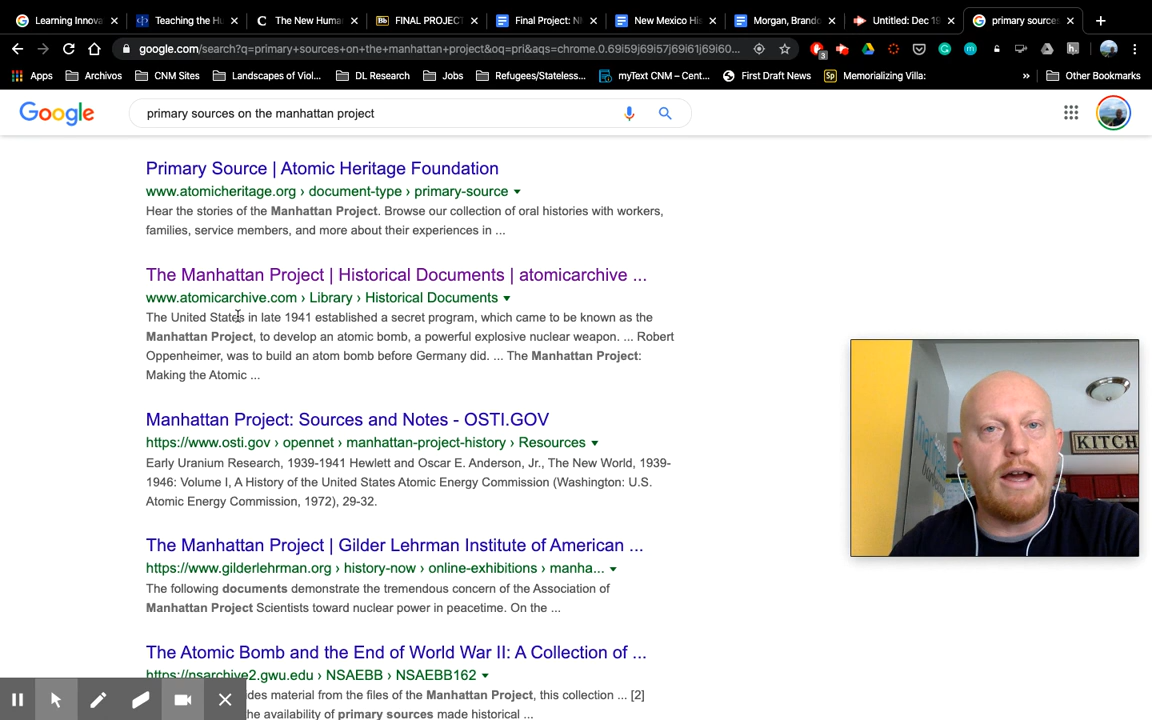 Learning Innova
Teaching the Hu
The New Human
FINAL PROJECT
Final Project: N
New Mexico His
Morgan, Brando
Untitled: Dec 19
primary sources
google.com/search?q=primary+sources+on+the+manhattan+project&oq=pri&aqs=chrome.0.69i59j69i57j69i61j69i60...
3
Apps
Archivos
CNM Sites
Landscapes of Viol...
DL Research
Jobs
Refugees/Stateless...
myText CNM – Cent...
First Draft News
Sp
Memorializing Villa:
»
Other Bookmarks
Google
primary sources on the manhattan project
Primary Source | Atomic Heritage Foundation
www.atomicheritage.org › document-type › primary-source
Hear the stories of the Manhattan Project. Browse our collection of oral histories with workers,
families, service members, and more about their experiences in ...
The Manhattan Project | Historical Documents | atomicarchive ...
www.atomicarchive.com › Library › Historical Documents
The United States in late 1941 established a secret program, which came to be known as the
Manhattan Project, to develop an atomic bomb, a powerful explosive nuclear weapon. ... Robert
Oppenheimer, was to build an atom bomb before Germany did. ... The Manhattan Project:
Making the Atomic ...
Manhattan Project: Sources and Notes - OSTI.GOV
https://www.osti.gov › opennet › manhattan-project-history › Resources
Early Uranium Research, 1939-1941 Hewlett and Oscar E. Anderson, Jr., The New World, 1939-
1946: Volume I, A History of the United States Atomic Energy Commission (Washington: U.S.
Atomic Energy Commission, 1972), 29-32.
The Manhattan Project | Gilder Lehrman Institute of American ...
https://www.gilderlehrman.org › history-now › online-exhibitions › manha...
The following documents demonstrate the tremendous concern of the Association of
Manhattan Project Scientists toward nuclear power in peacetime. On the ...
The Atomic Bomb and the End of World War II: A Collection of ...
https://nsarchive2.gwu.edu › NSAEBB › NSAEBB162
des material from the files of the Manhattan Project, this collection ... [2]
he availability of primary sources made historical ...
KITCH